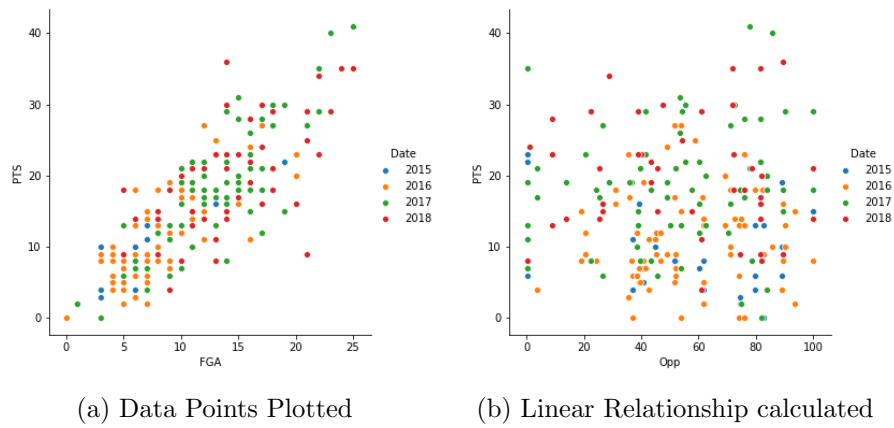 40
30
20
10
0
PTS
0 5 10 15 20 25
FGA
Date
2015
2016
2017
2018
40
30
20
10
0
PTS
0 20 40 60 80 100
Opp
Date
2015
2016
2017
2018
(a) Data Points Plotted
(b) Linear Relationship calculated